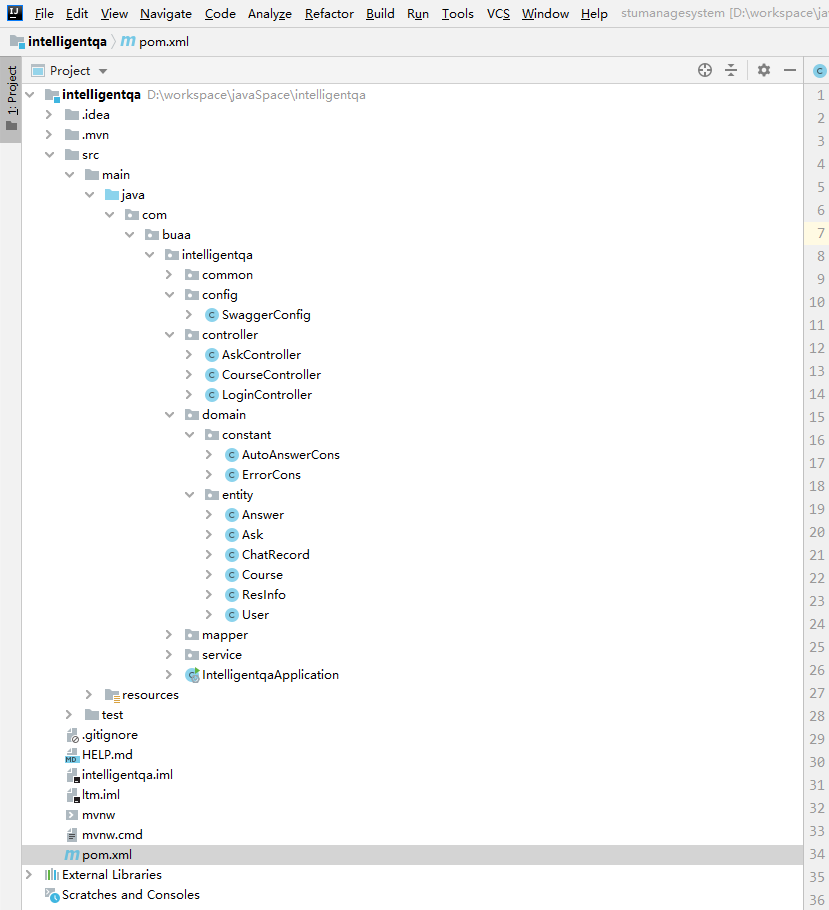 File Edit View Navigate Code Analyze Refactor Build Run Tools VCS Window Help stumanagesystem [D:\workspace\jav
intelligentqa pom.xml
1: Project
Project
intelligentqa D:\workspace\javaSpace\intelligentqa
.idea
.mvn
src
main
java
com
buaa
intelligentqa
common
config
SwaggerConfig
controller
AskController
CourseController
LoginController
domain
constant
AutoAnswerCons
ErrorCons
entity
Answer
Ask
ChatRecord
Course
ResInfo
User
mapper
service
IntelligentqaApplication
resources
test
.gitignore
HELP.md
intelligentqa.iml
ltm.iml
mvnw
mvnw.cmd
pom.xml
External Libraries
Scratches and Consoles
1
2
3
4
5
6
7
8
9
10
11
12
13
14
15
16
17
18
19
20
21
22
23
24
25
26
27
28
29
30
31
32
33
34
35
36